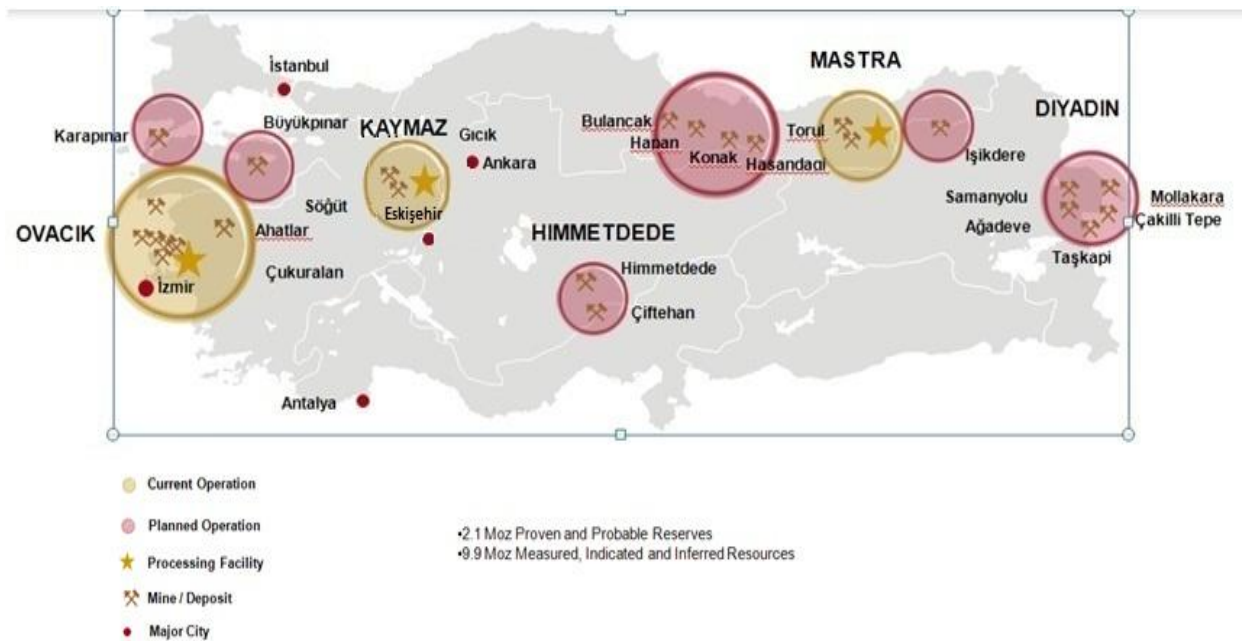 MASTRA
İstanbul
DIYADIN
Karapınar
Büyükpınar
KAYMAZ
Gıcık
Ankara
Bulancak
Hapan
Konak
Torul
Hasandagi
Işikdere
Söğüt
Eskişehir
Samanyolu
Ağadeve
Mollakara
Çakilli Tepe
Taşkapi
OVACIK
Ahatlar
Çukuralan
İzmir
HIMMETDEDE
Himmetdede
Çiftehan
Antalya
Current Operation
Planned Operation
Processing Facility
Mine / Deposit
Major City
•2.1 Moz Proven and Probable Reserves
•9.9 Moz Measured, Indicated and Inferred Resources